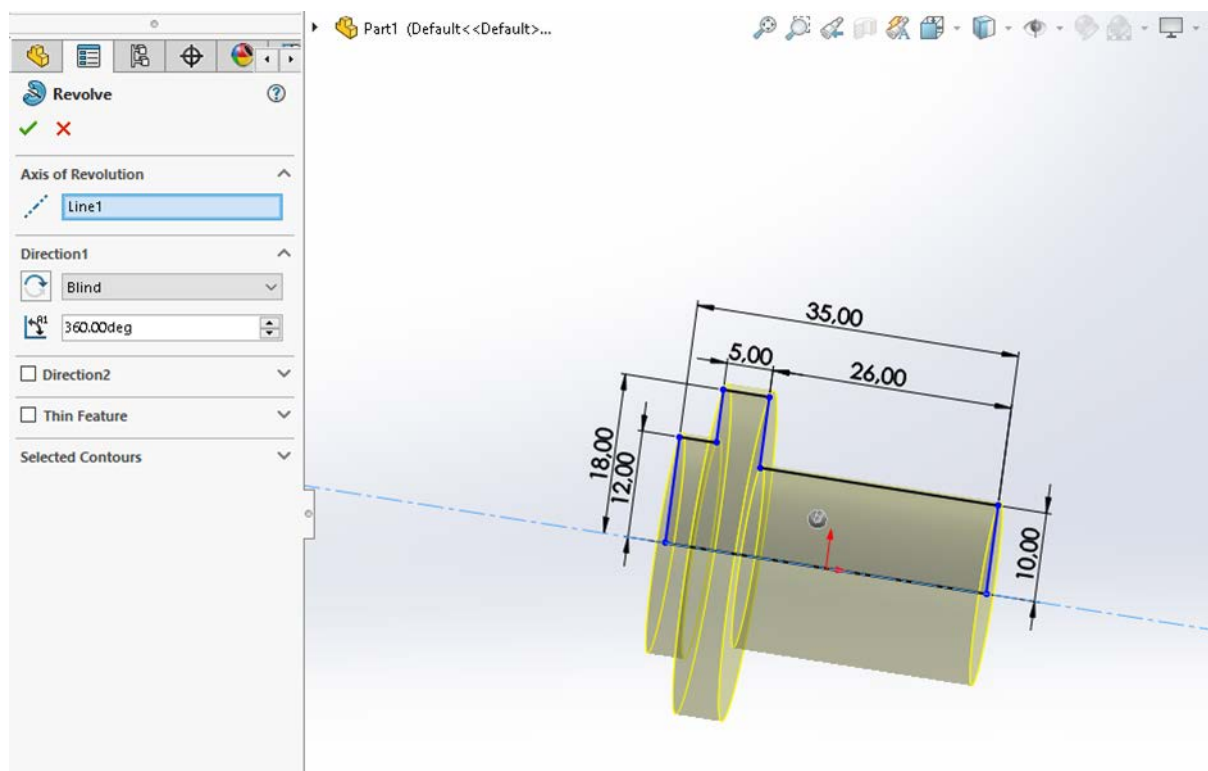 Part1 (Default<<Default>...
Revolve
Axis of Revolution
Line1
Direction1
Blind
360.00deg
Direction2
Thin Feature
Selected Contours
35,00
5,00
26,00
18,00
12,00
10,00